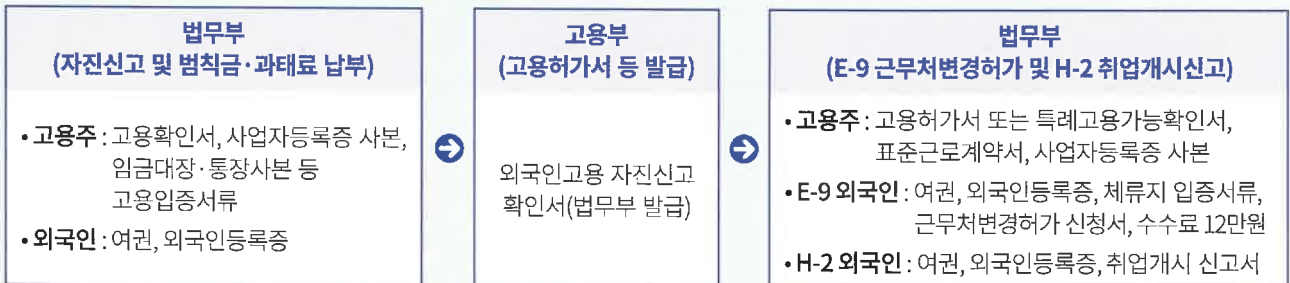 법무부
(자진신고 및 범칙금·과태료 납부)
• 고용주 : 고용확인서, 사업자등록증 사본,
임금대장·통장사본 등
고용입증서류
• 외국인 : 여권, 외국인등록증
고용부
(고용허가서 등 발급)
외국인고용 자진신고
확인서(법무부 발급)
법무부
(E-9 근무처변경허가 및 H-2 취업개시신고)
• 고용주 : 고용허가서 또는 특례고용가능확인서,
표준근로계약서, 사업자등록증 사본
• E-9 외국인 : 여권, 외국인등록증, 체류지 입증서류,
근무처변경허가 신청서, 수수료 12만원
• H-2 외국인 : 여권, 외국인등록증, 취업개시 신고서